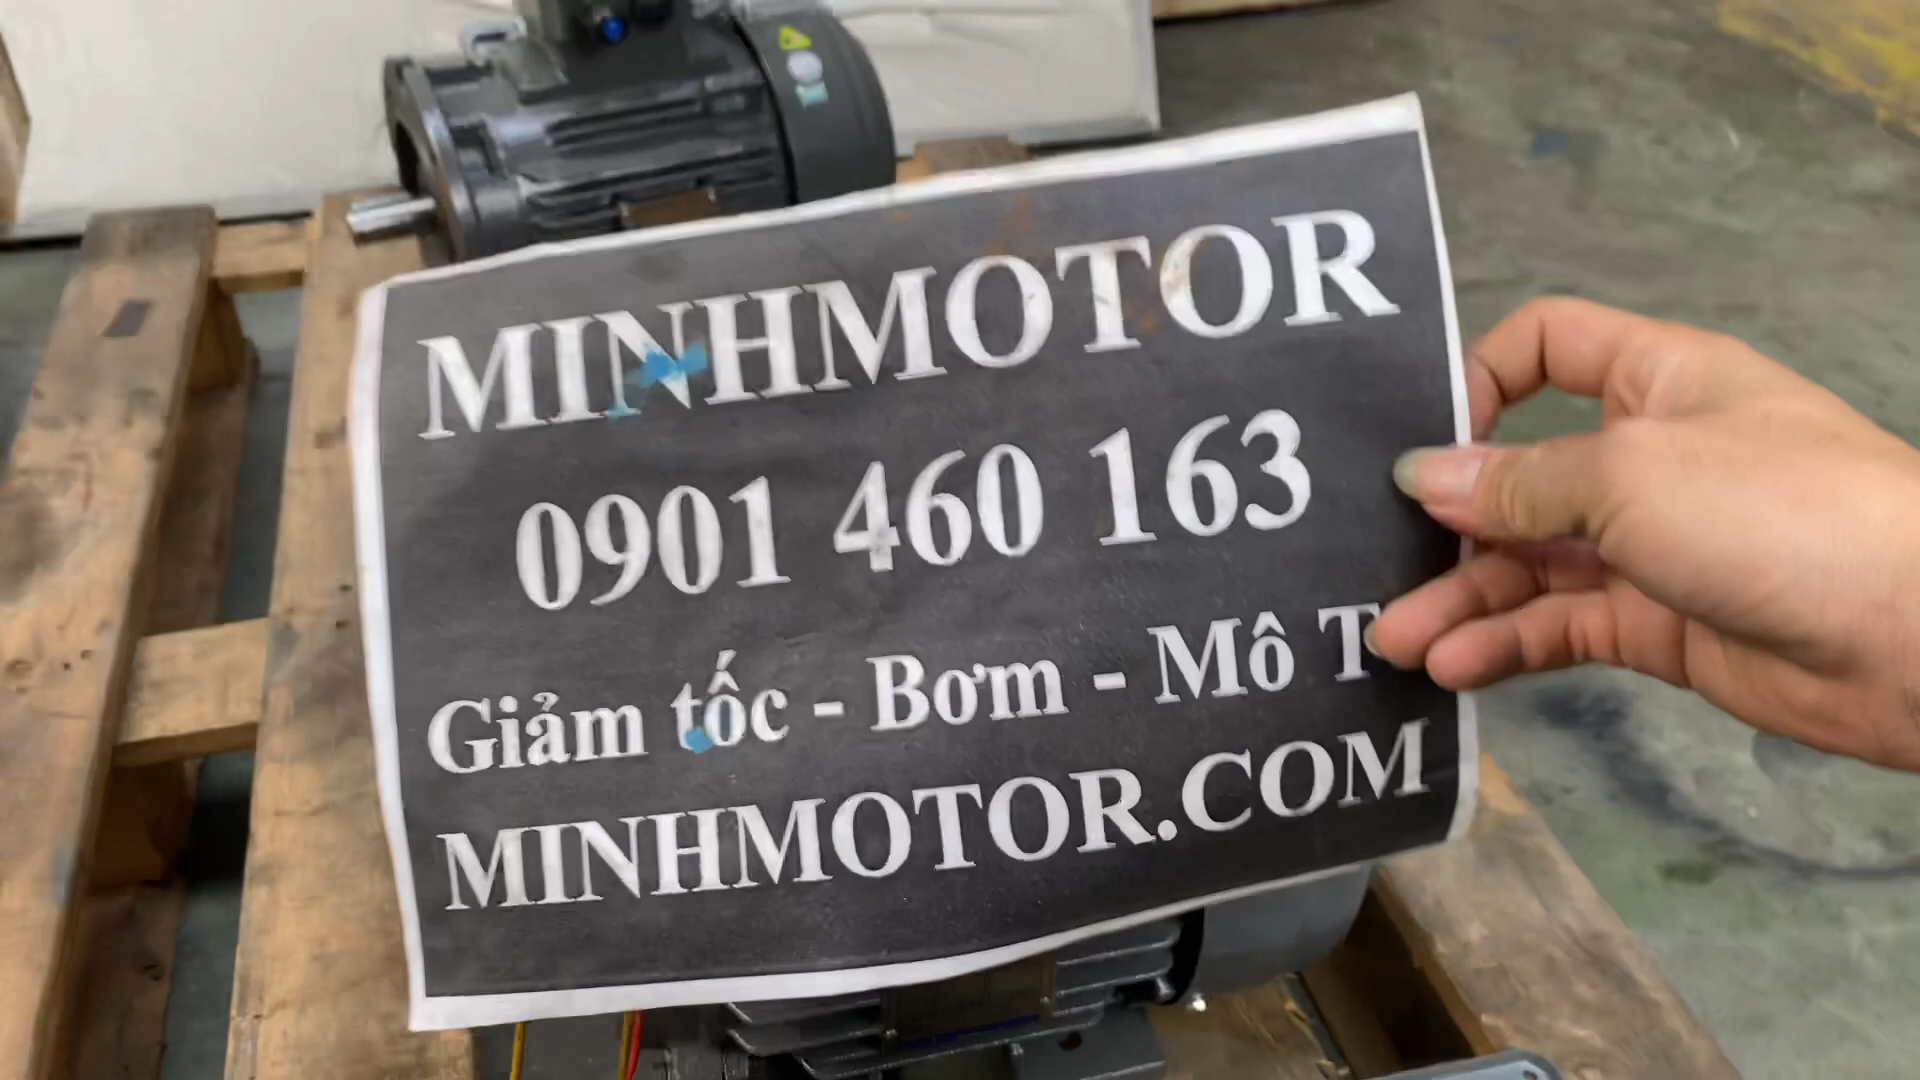 MINHMOTOR
0901 460 163
Giảm tốc - Bơm - Mô T
MINHMOTOR.COM